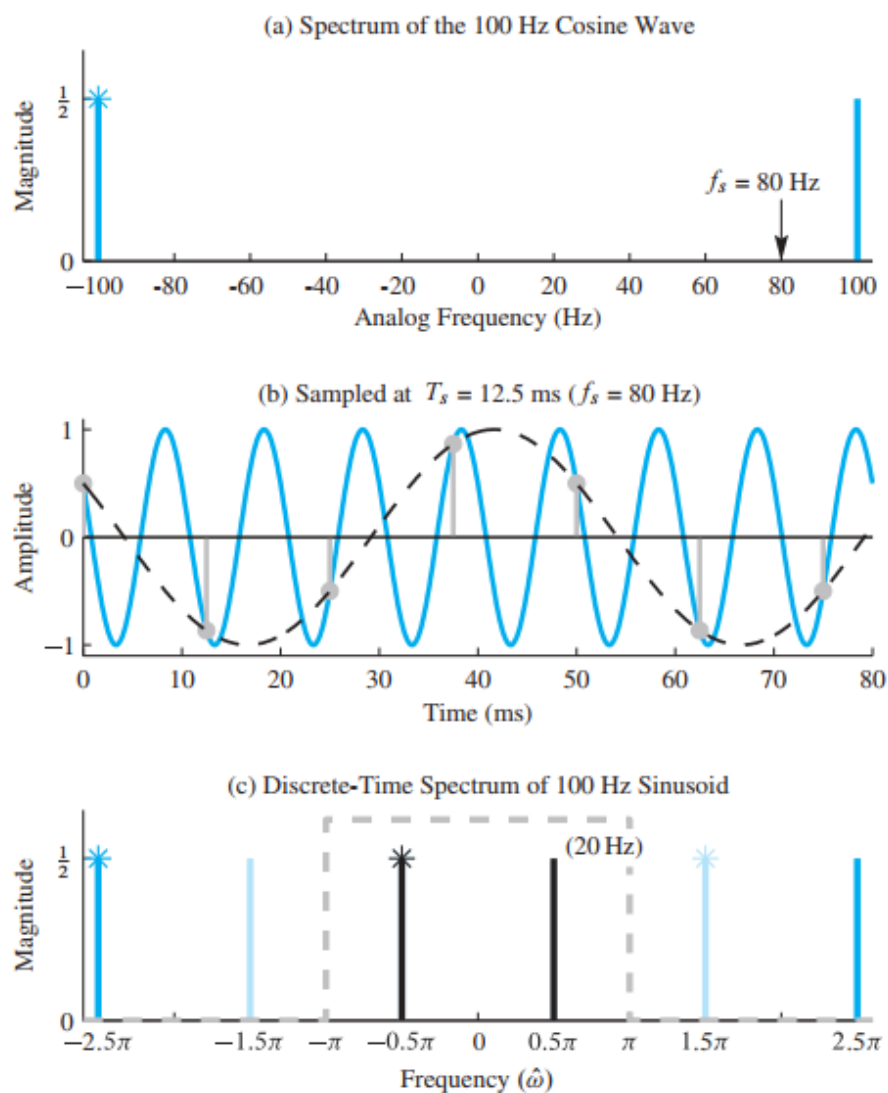 (a) Spectrum of the 100 Hz Cosine Wave
Magnitude
1/2
0
f_s = 80 Hz
−100 -80 -60 -40 -20 0 20 40 60 80 100
Analog Frequency (Hz)
(b) Sampled at T_s = 12.5 ms (f_s = 80 Hz)
Amplitude
1
0
−1
0 10 20 30 40 50 60 70 80
Time (ms)
(c) Discrete-Time Spectrum of 100 Hz Sinusoid
Magnitude
1/2
0
(20 Hz)
−2.5π −1.5π −π −0.5π 0 0.5π π 1.5π 2.5π
Frequency (ω̂)